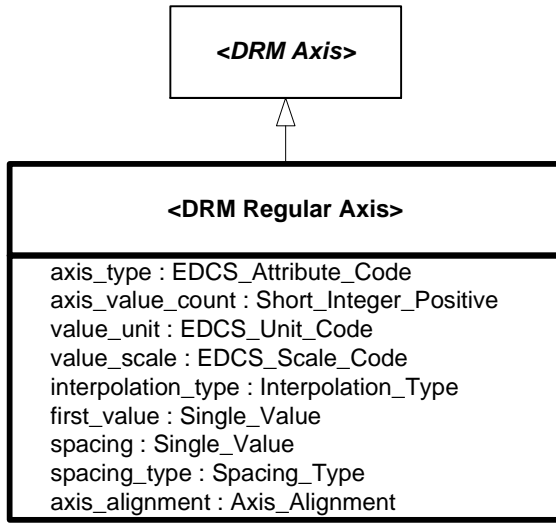 <DRM Axis>
<DRM Regular Axis>
axis_type : EDCS_Attribute_Code
axis_value_count : Short_Integer_Positive
value_unit : EDCS_Unit_Code
value_scale : EDCS_Scale_Code
interpolation_type : Interpolation_Type
first_value : Single_Value
spacing : Single_Value
spacing_type : Spacing_Type
axis_alignment : Axis_Alignment